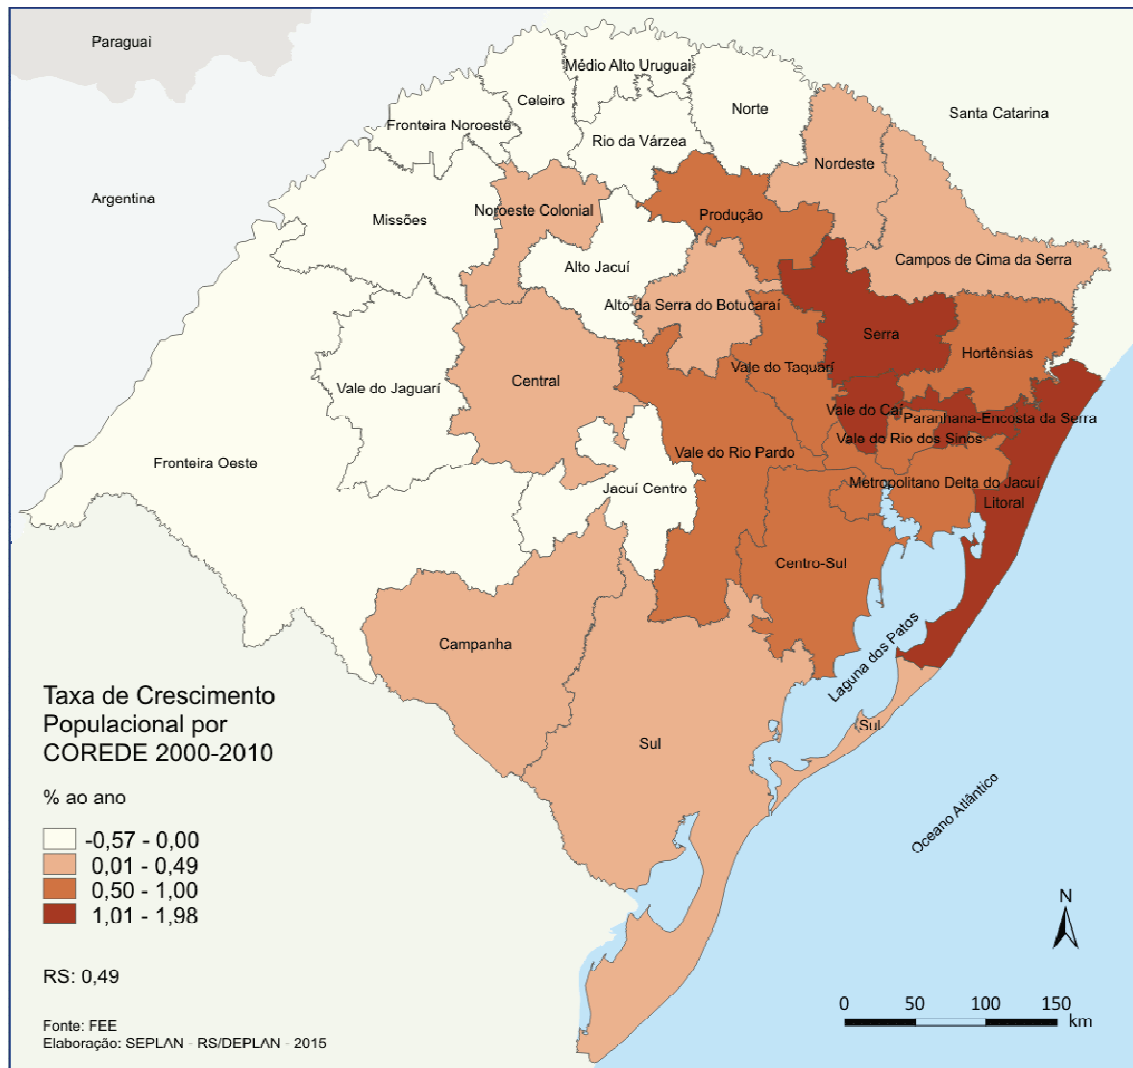 Paraguai
Médio Alto Uruguai
Celeiro
Norte
Santa Catarina
Fronteira Noroeste
Rio da Várzea
Nordeste
Argentina
Missões
Noroeste Colonial
Produção
Alto Jacuí
Campos de Cima da Serra
Alto da Serra do Botucaraí
Serra
Hortênsias
Vale do Jaguarí
Central
Vale do Taquarí
Vale do Caí
Paranhana-Encosta da Serra
Vale do Rio dos Sinos
Fronteira Oeste
Vale do Rio Pardo
Jacuí Centro
Metropolitano Delta do Jacuí
Litoral
Centro-Sul
Campanha
Laguna dos Patos
Sul
Sul
Oceano Atlântico
Taxa de Crescimento
Populacional por
COREDE 2000-2010
% ao ano
-0,57 - 0,00
0,01 - 0,49
0,50 - 1,00
1,01 - 1,98
RS: 0,49
Fonte: FEE
Elaboração: SEPLAN - RS/DEPLAN - 2015
N
0 50 100 150
km